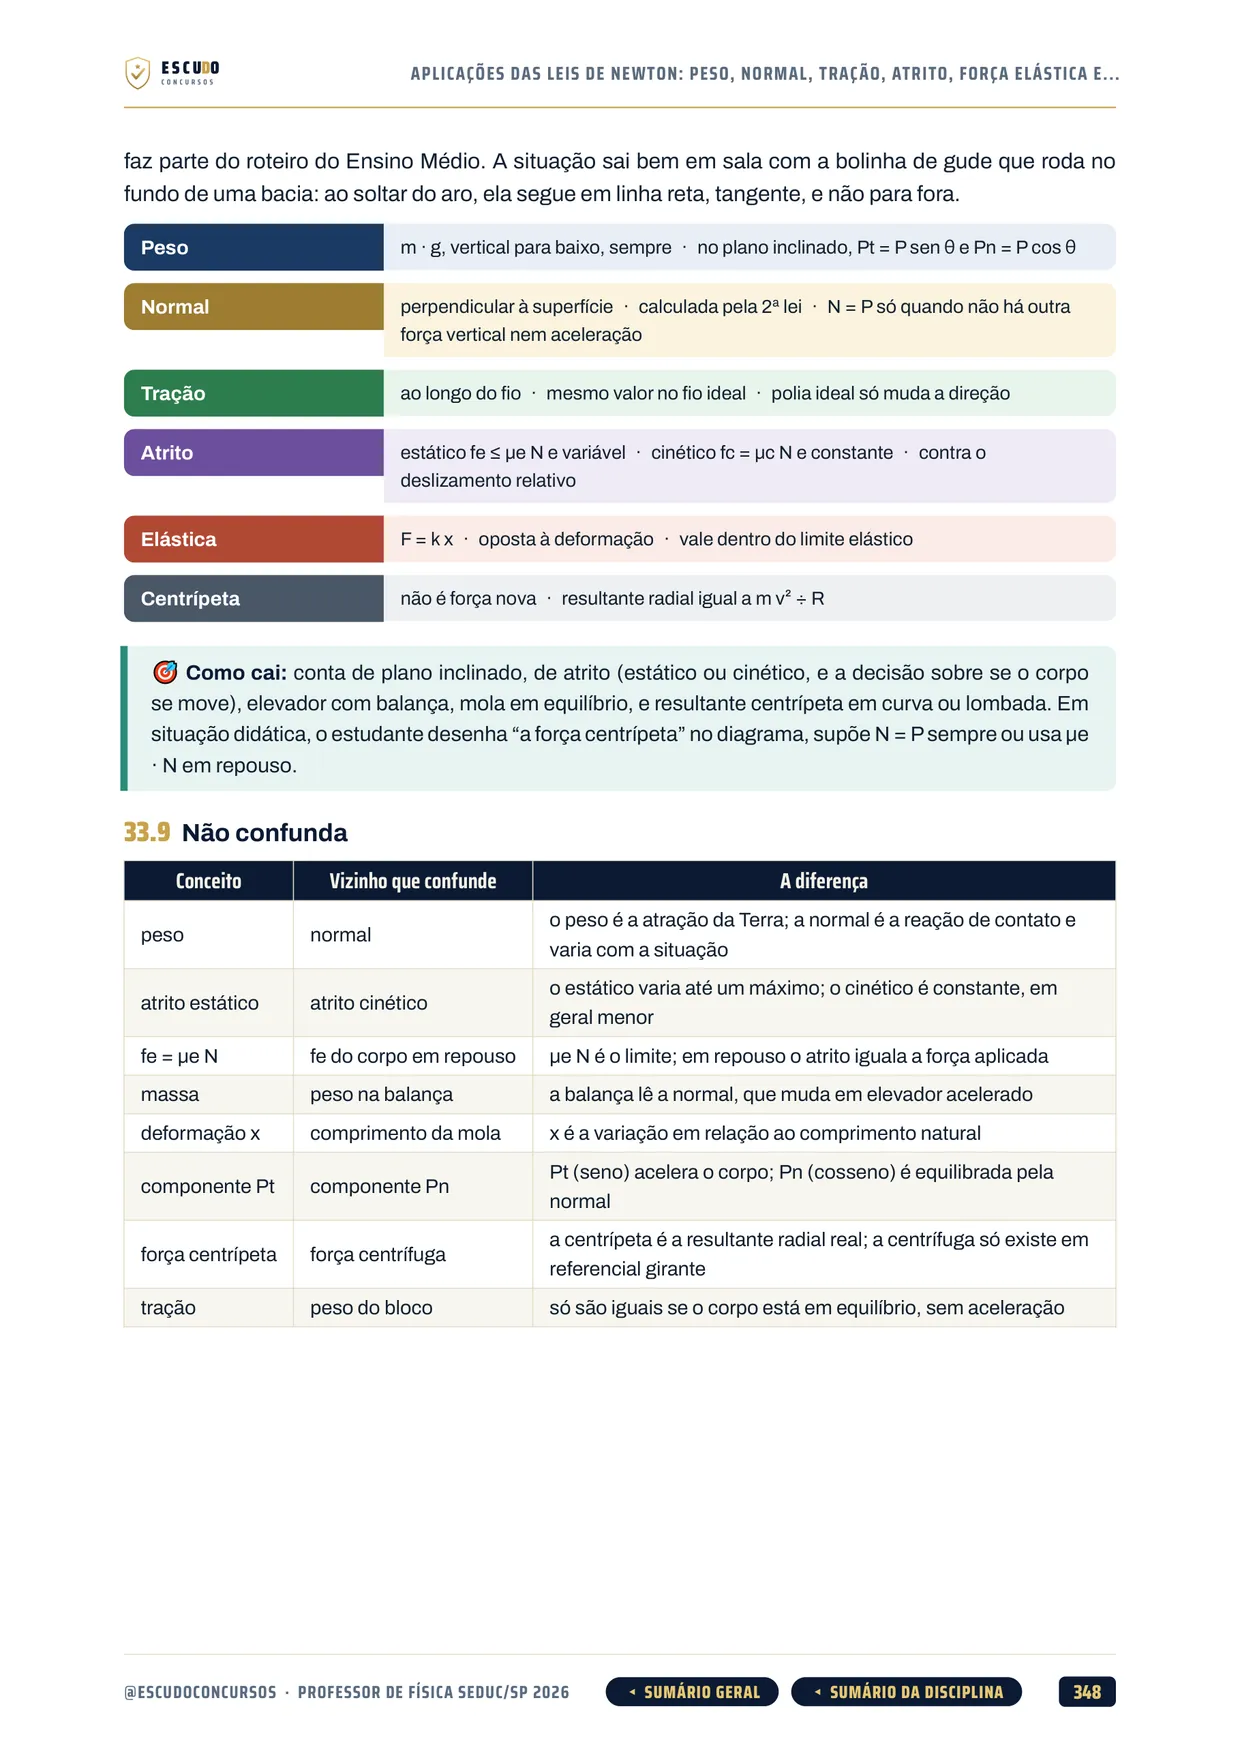 ESCUDO
CONCURSOS
APLICAÇÕES DAS LEIS DE NEWTON: PESO, NORMAL, TRAÇÃO, ATRITO, FORÇA ELÁSTICA E...
faz parte do roteiro do Ensino Médio. A situação sai bem em sala com a bolinha de gude que roda no
fundo de uma bacia: ao soltar do aro, ela segue em linha reta, tangente, e não para fora.
Peso
m · g, vertical para baixo, sempre · no plano inclinado, Pt = P sen θ e Pn = P cos θ
Normal
perpendicular à superfície · calculada pela 2ª lei · N = P só quando não há outra
força vertical nem aceleração
Tração
ao longo do fio · mesmo valor no fio ideal · polia ideal só muda a direção
Atrito
estático fe ≤ µe N e variável · cinético fc = µc N e constante · contra o
deslizamento relativo
Elástica
F = k x · oposta à deformação · vale dentro do limite elástico
Centrípeta
não é força nova · resultante radial igual a m v² ÷ R
🎯 Como cai: conta de plano inclinado, de atrito (estático ou cinético, e a decisão sobre se o corpo
se move), elevador com balança, mola em equilíbrio, e resultante centrípeta em curva ou lombada. Em
situação didática, o estudante desenha “a força centrípeta” no diagrama, supõe N = P sempre ou usa µe
· N em repouso.
33.9 Não confunda
Conceito Vizinho que confunde A diferença
peso normal o peso é a atração da Terra; a normal é a reação de contato e
varia com a situação
atrito estático atrito cinético o estático varia até um máximo; o cinético é constante, em
geral menor
fe = µe N fe do corpo em repouso µe N é o limite; em repouso o atrito iguala a força aplicada
massa peso na balança a balança lê a normal, que muda em elevador acelerado
deformação x comprimento da mola x é a variação em relação ao comprimento natural
componente Pt componente Pn Pt (seno) acelera o corpo; Pn (cosseno) é equilibrada pela
normal
força centrípeta força centrífuga a centrípeta é a resultante radial real; a centrífuga só existe em
referencial girante
tração peso do bloco só são iguais se o corpo está em equilíbrio, sem aceleração
@ESCUDOCONCURSOS · PROFESSOR DE FÍSICA SEDUC/SP 2026 ◂ SUMÁRIO GERAL ◂ SUMÁRIO DA DISCIPLINA 348